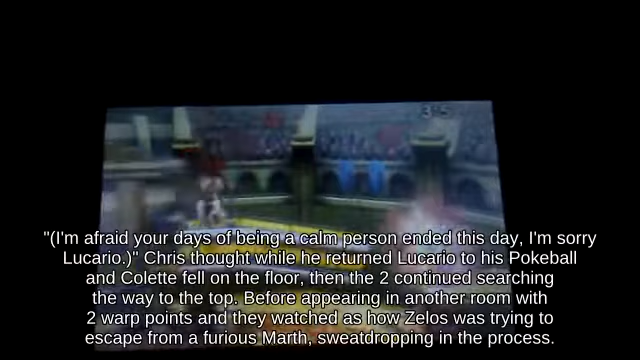 "(I'm afraid your days of being a calm person ended this day, I'm sorry
Lucario.)" Chris thought while he returned Lucario to his Pokeball
and Colette fell on the floor, then the 2 continued searching
the way to the top. Before appearing in another room with
2 warp points and they watched as how Zelos was trying to
escape from a furious Marth, sweatdropping in the process.